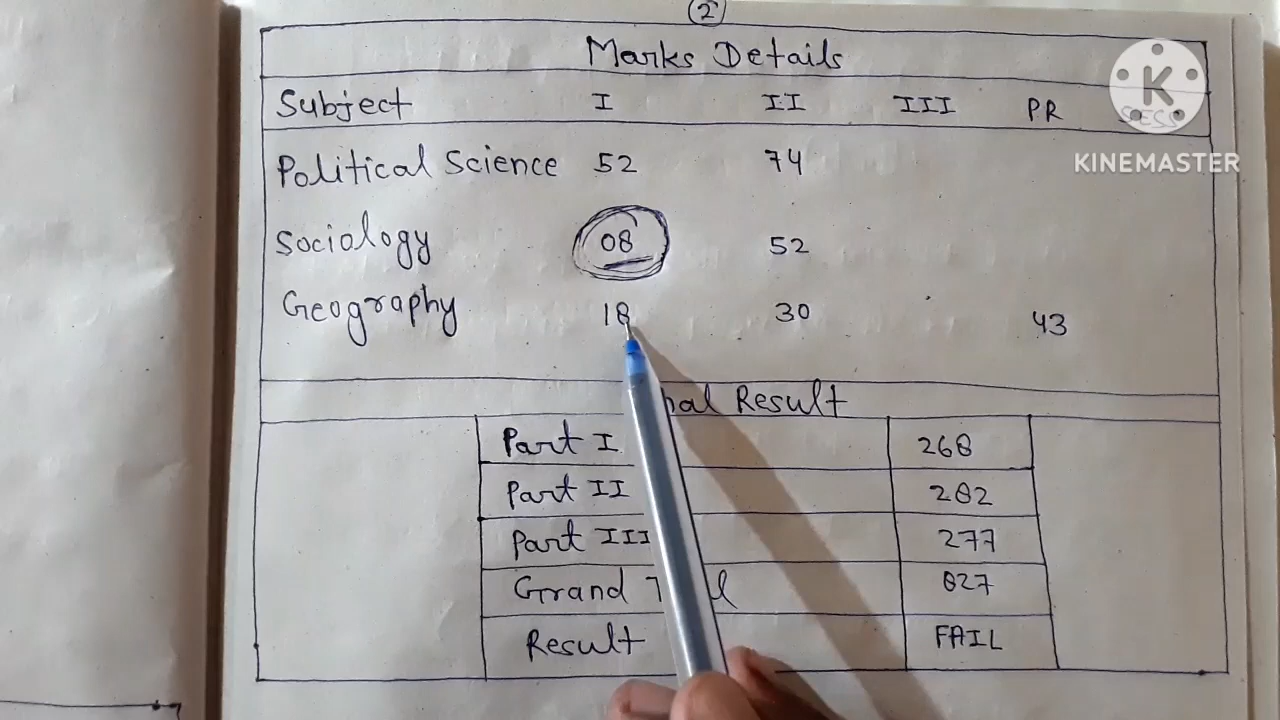 2
Marks Details
Subject I II III PR
Political Science 52 74
Sociology 08 52
Geography 18 30 43
Result
Part I 268
Part II 282
Part III 277
Grand 827
Result FAIL
K
KINEMASTER